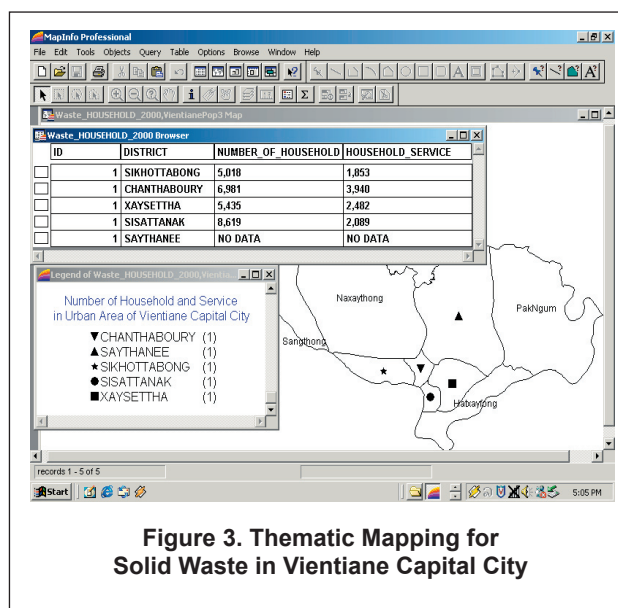 MapInfo Professional
File Edit Tools Objects Query Table Options Browse Window Help
Waste_HOUSEHOLD_2000,VientianePop3 Map
Waste_HOUSEHOLD_2000 Browser
ID DISTRICT NUMBER_OF_HOUSEHOLD HOUSEHOLD_SERVICE
1 SIKHOTTABONG 5,018 1,853
1 CHANTHABOURY 6,981 3,940
1 XAYSETTHA 5,435 2,482
1 SISATTANAK 8,619 2,089
1 SAYTHANEE NO DATA NO DATA
Legend of Waste_HOUSEHOLD_2000,Vientia...
Number of Household and Service
in Urban Area of Vientiane Capital City
CHANTHABOURY (1)
SAYTHANEE (1)
SIKHOTTABONG (1)
SISATTANAK (1)
XAYSETTHA (1)
Naxaythong
PakNgum
Sangthong
Hatxayfong
records 1 - 5 of 5
Start
5:05 PM
Figure 3. Thematic Mapping for
Solid Waste in Vientiane Capital City